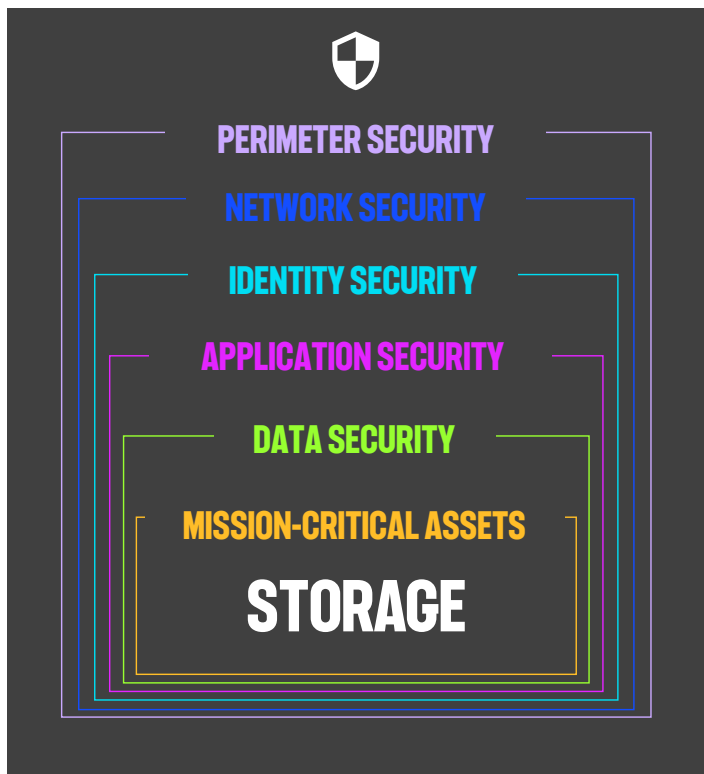 PERIMETER SECURITY
NETWORK SECURITY
IDENTITY SECURITY
APPLICATION SECURITY
DATA SECURITY
MISSION-CRITICAL ASSETS
STORAGE